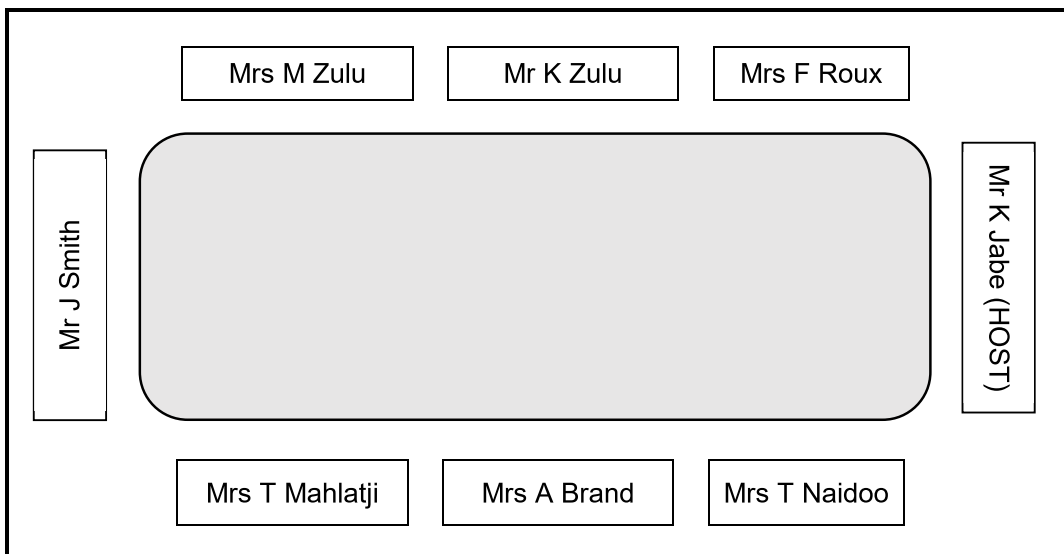 Mrs M Zulu
Mr K Zulu
Mrs F Roux
Mr J Smith
Mr K Jabe (HOST)
Mrs T Mahlatji
Mrs A Brand
Mrs T Naidoo